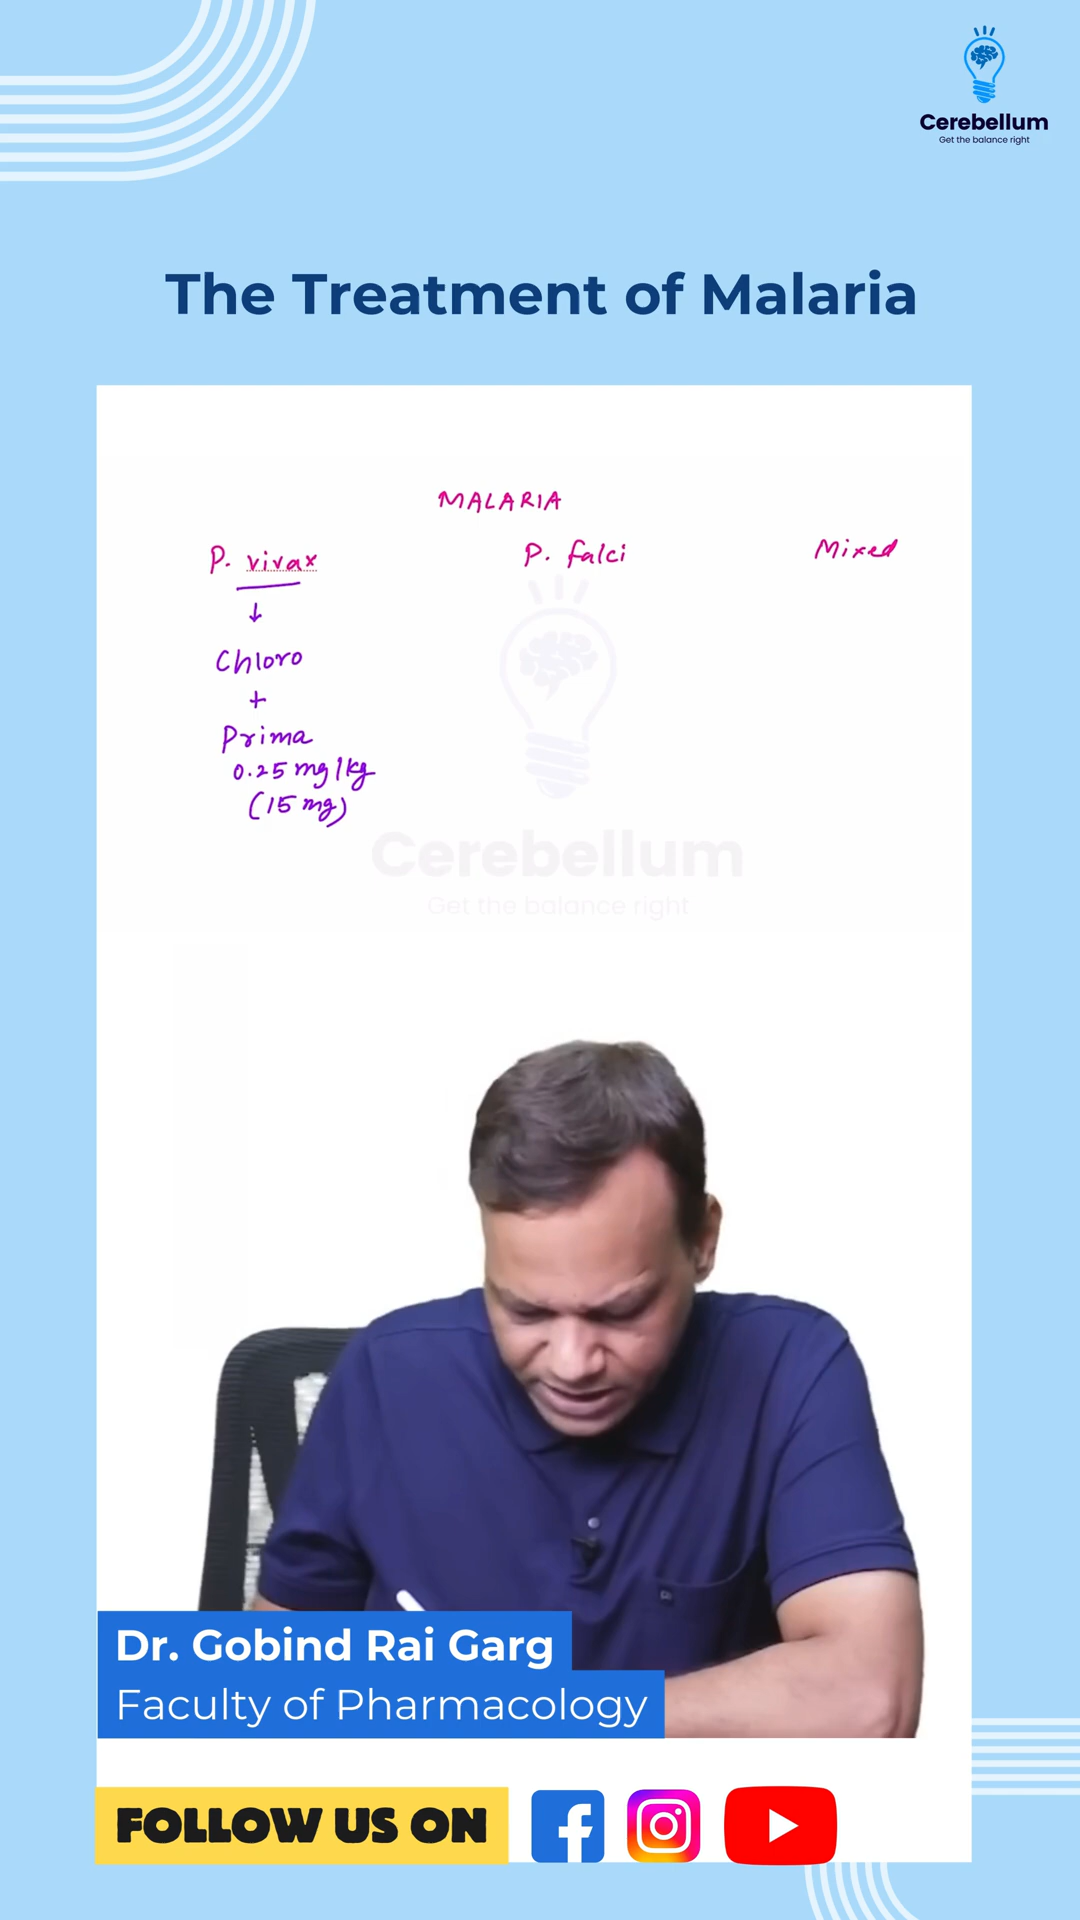 Cerebellum
Get the balance right
The Treatment of Malaria
MALARIA
P. vivax
P. falci
Mixed
↓
Chloro
+
Prima
0.25 mg/kg
(15 mg)
Cerebellum
Get the balance right
Dr. Gobind Rai Garg
Faculty of Pharmacology
FOLLOW US ON